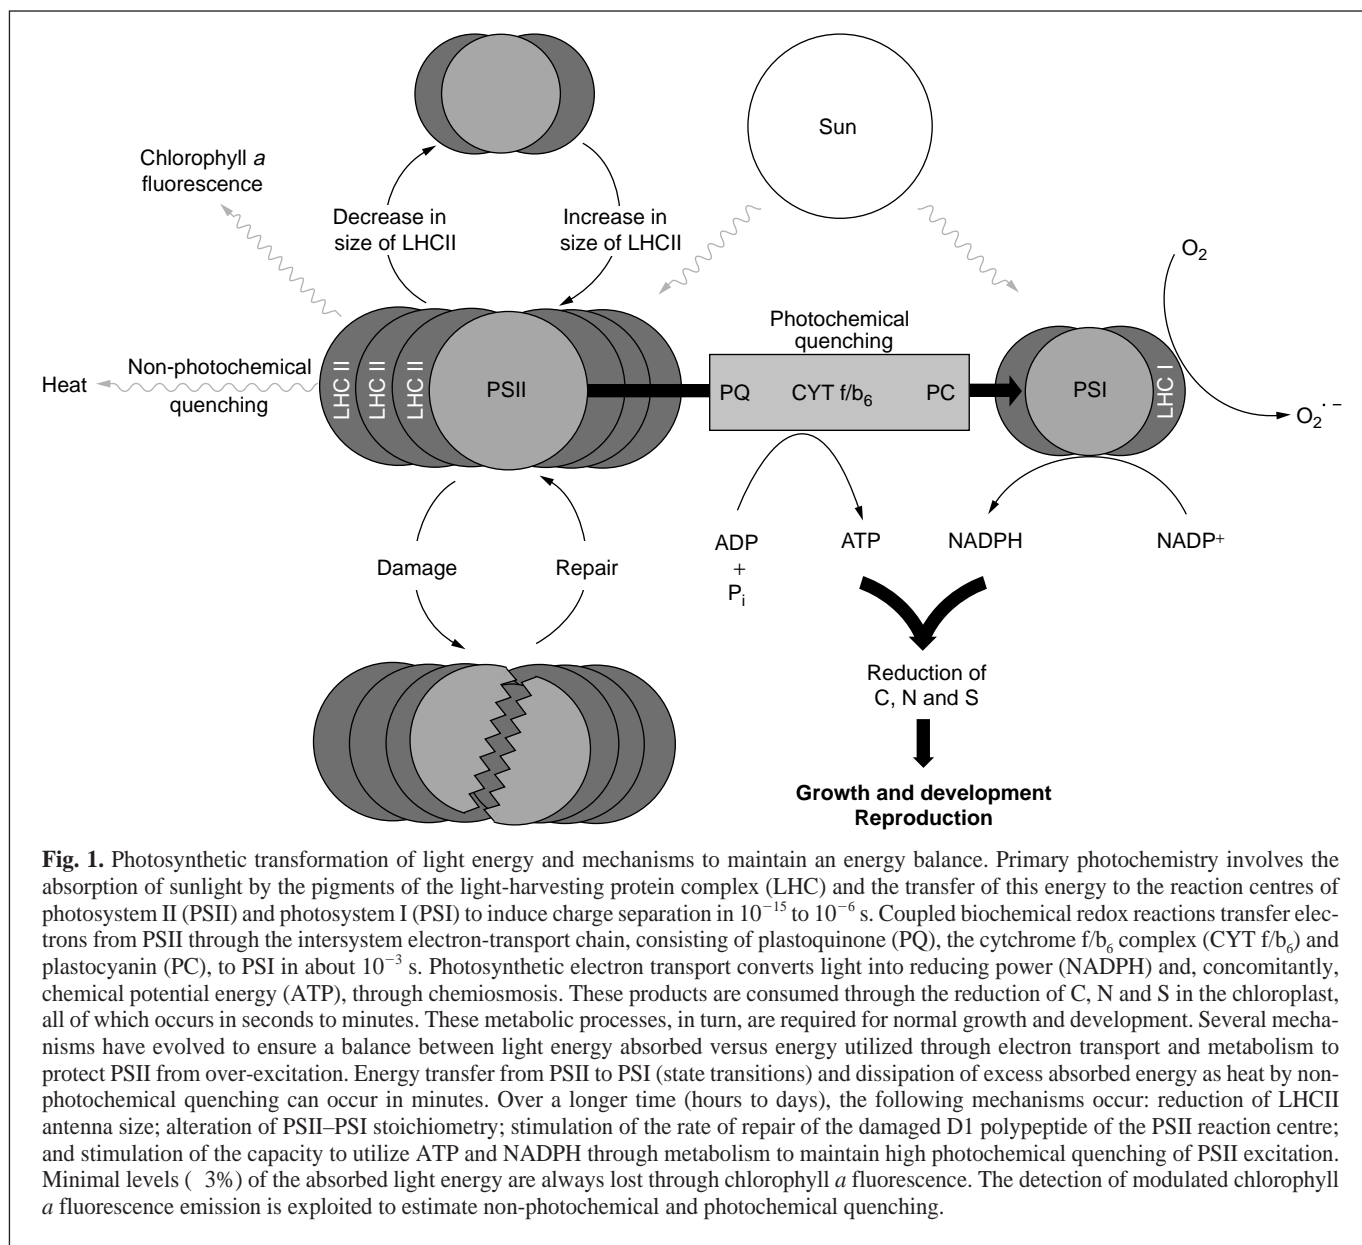 Sun
Chlorophyll a
fluorescence
Decrease in
size of LHCII
Increase in
size of LHCII
O₂
Photochemical
quenching
Non-photochemical
quenching
Heat
LHC II
LHC II
LHC II
PSII
PQ
CYT f/b₆
PC
PSI
LHC I
O₂˙⁻
Damage
Repair
ADP
+
Pᵢ
ATP
NADPH
NADP⁺
Reduction of
C, N and S
Growth and development
Reproduction
Fig. 1. Photosynthetic transformation of light energy and mechanisms to maintain an energy balance. Primary photochemistry involves the
absorption of sunlight by the pigments of the light-harvesting protein complex (LHC) and the transfer of this energy to the reaction centres of
photosystem II (PSII) and photosystem I (PSI) to induce charge separation in 10⁻¹⁵ to 10⁻⁶ s. Coupled biochemical redox reactions transfer elec-
trons from PSII through the intersystem electron-transport chain, consisting of plastoquinone (PQ), the cytchrome f/b₆ complex (CYT f/b₆) and
plastocyanin (PC), to PSI in about 10⁻³ s. Photosynthetic electron transport converts light into reducing power (NADPH) and, concomitantly,
chemical potential energy (ATP), through chemiosmosis. These products are consumed through the reduction of C, N and S in the chloroplast,
all of which occurs in seconds to minutes. These metabolic processes, in turn, are required for normal growth and development. Several mecha-
nisms have evolved to ensure a balance between light energy absorbed versus energy utilized through electron transport and metabolism to
protect PSII from over-excitation. Energy transfer from PSII to PSI (state transitions) and dissipation of excess absorbed energy as heat by non-
photochemical quenching can occur in minutes. Over a longer time (hours to days), the following mechanisms occur: reduction of LHCII
antenna size; alteration of PSII–PSI stoichiometry; stimulation of the rate of repair of the damaged D1 polypeptide of the PSII reaction centre;
and stimulation of the capacity to utilize ATP and NADPH through metabolism to maintain high photochemical quenching of PSII excitation.
Minimal levels ( 3%) of the absorbed light energy are always lost through chlorophyll a fluorescence. The detection of modulated chlorophyll
a fluorescence emission is exploited to estimate non-photochemical and photochemical quenching.